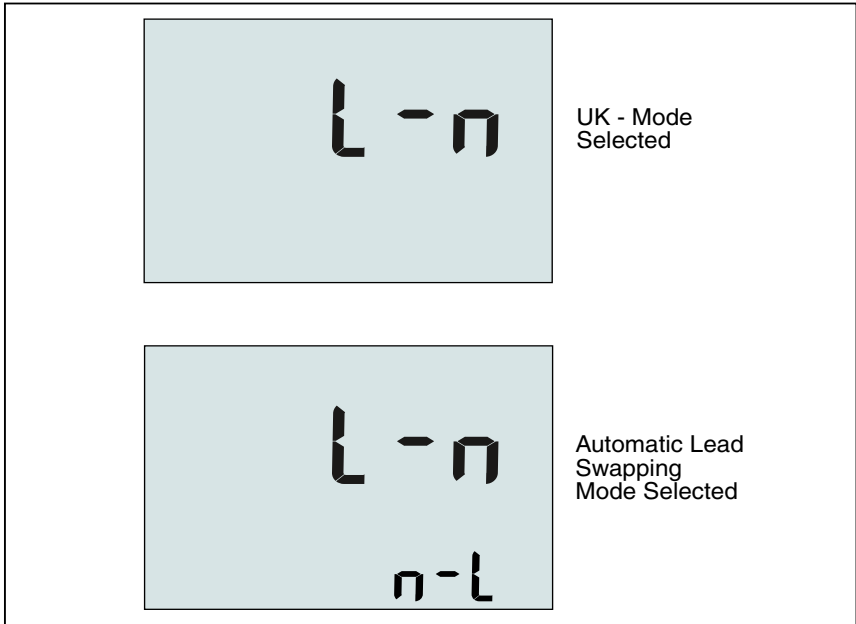 L-n
UK - Mode
Selected
L-n
Automatic Lead
Swapping
Mode Selected
n-L